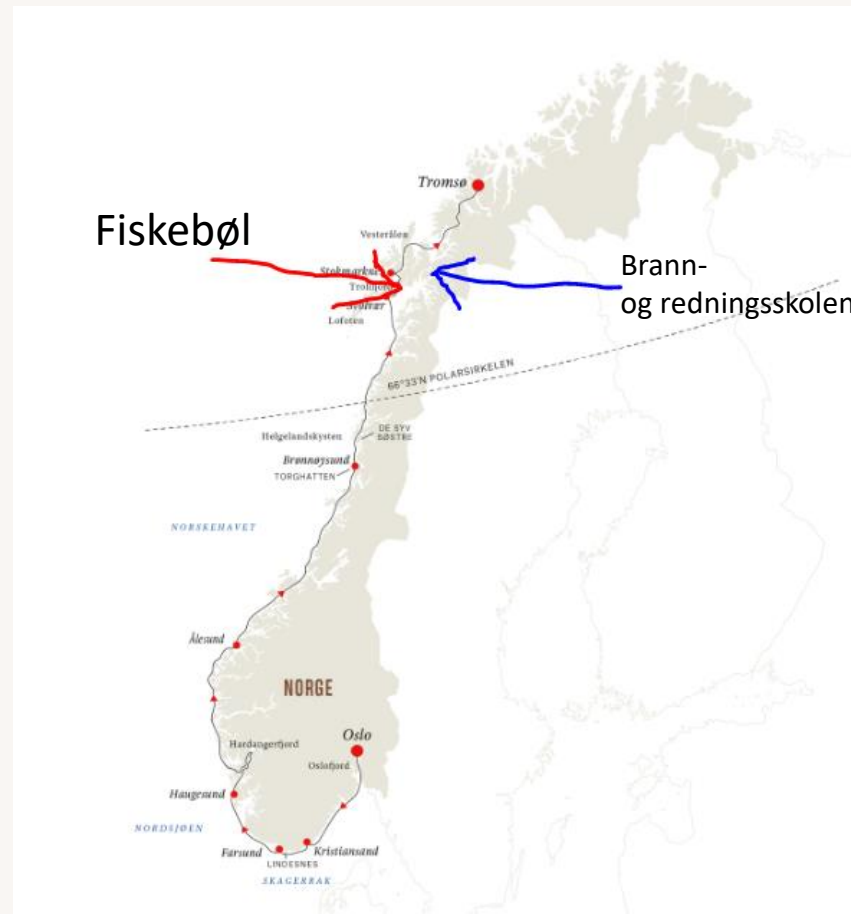 Tromsø
Fiskebøl
Vesterålen
Stokmarknes
Brann-
og redningsskolen
Trollfjord
Svolvær
Lofoten
66°33'N POLARSIRKELEN
Helgelandskysten
DE SYV
SØSTRE
Brønnøysund
TORGHATTEN
NORSKEHAVET
Ålesund
NORGE
Oslo
Hardangerfjord
Oslofjord
Haugesund
NORDSJØEN
Farsund
Kristiansand
LINDESNES
SKAGERRAK